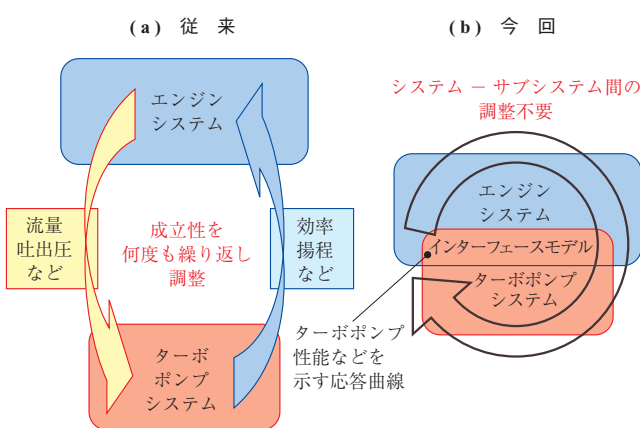 (a) 従来
エンジン
システム
流量
吐出圧
など
成立性を
何度も繰り返し
調整
効率
揚程
など
ターボ
ポンプ
システム
(b) 今回
システム − サブシステム間の
調整不要
エンジン
システム
インターフェースモデル
ターボポンプ
システム
ターボポンプ
性能などを
示す応答曲線